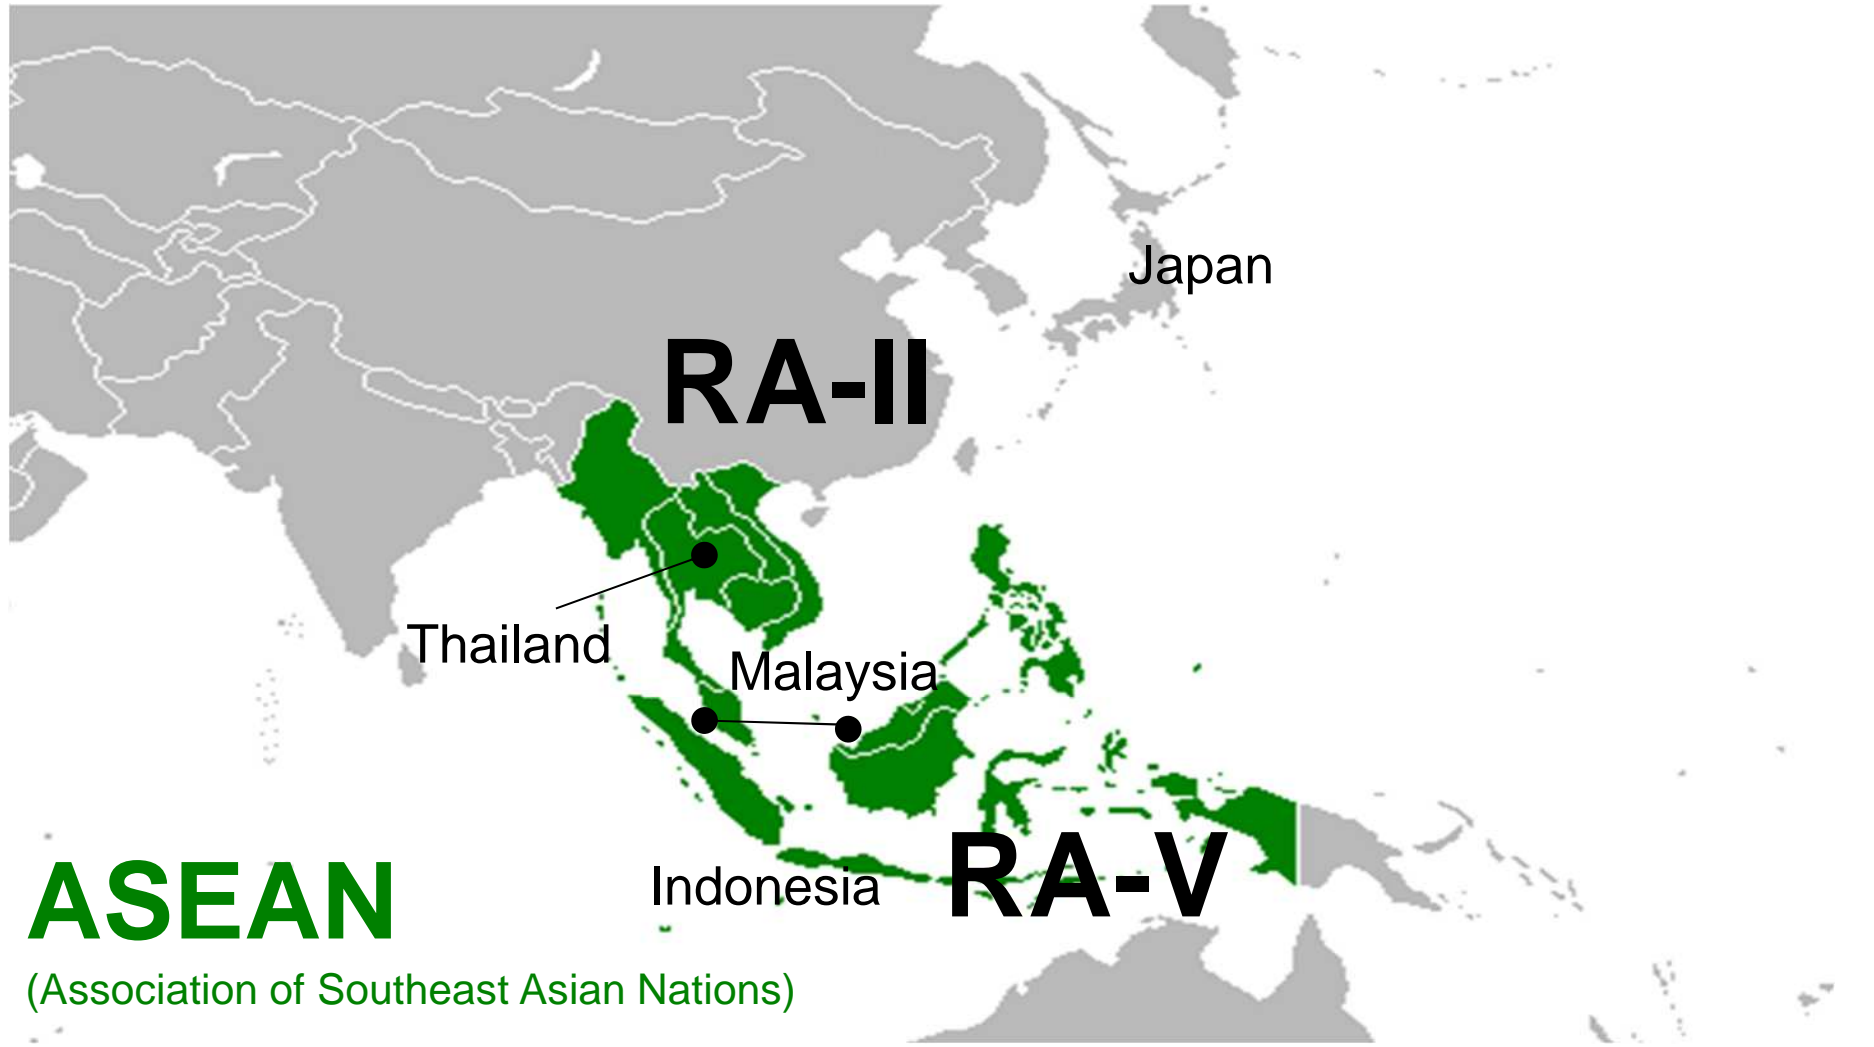 Japan
RA-II
Thailand
Malaysia
Indonesia
RA-V
ASEAN
(Association of Southeast Asian Nations)